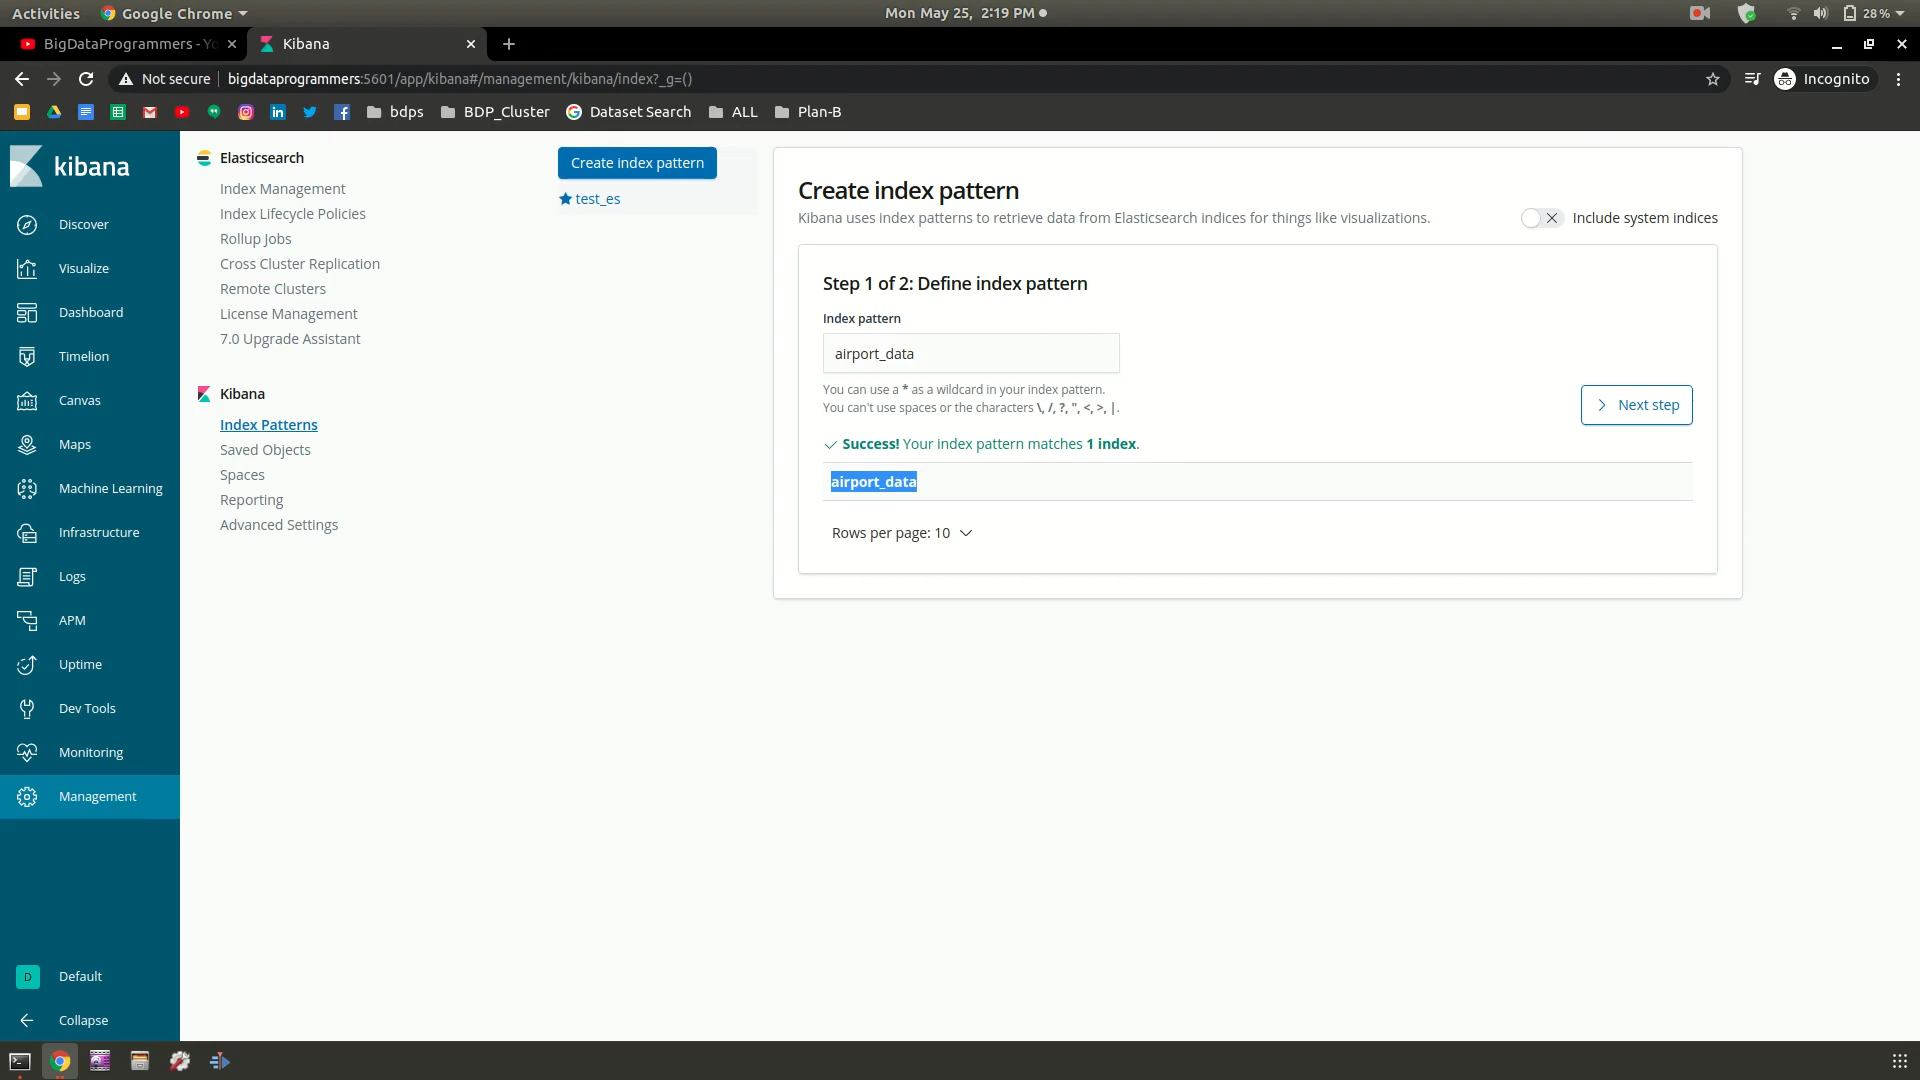 Activities
Google Chrome
Mon May 25, 2:19 PM
28 %
BigDataProgrammers - Yo
Kibana
Not secure
bigdataprogrammers:5601/app/kibana#/management/kibana/index?_g=()
Incognito
bdps
BDP_Cluster
Dataset Search
ALL
Plan-B
kibana
Discover
Visualize
Dashboard
Timelion
Canvas
Maps
Machine Learning
Infrastructure
Logs
APM
Uptime
Dev Tools
Monitoring
Management
D
Default
Collapse
Elasticsearch
Index Management
Index Lifecycle Policies
Rollup Jobs
Cross Cluster Replication
Remote Clusters
License Management
7.0 Upgrade Assistant
Kibana
Index Patterns
Saved Objects
Spaces
Reporting
Advanced Settings
Create index pattern
test_es
Create index pattern
Kibana uses index patterns to retrieve data from Elasticsearch indices for things like visualizations.
Include system indices
Step 1 of 2: Define index pattern
Index pattern
airport_data
You can use a * as a wildcard in your index pattern.
You can't use spaces or the characters \, /, ?, ", <, >, |.
Next step
Success! Your index pattern matches 1 index.
airport_data
Rows per page: 10